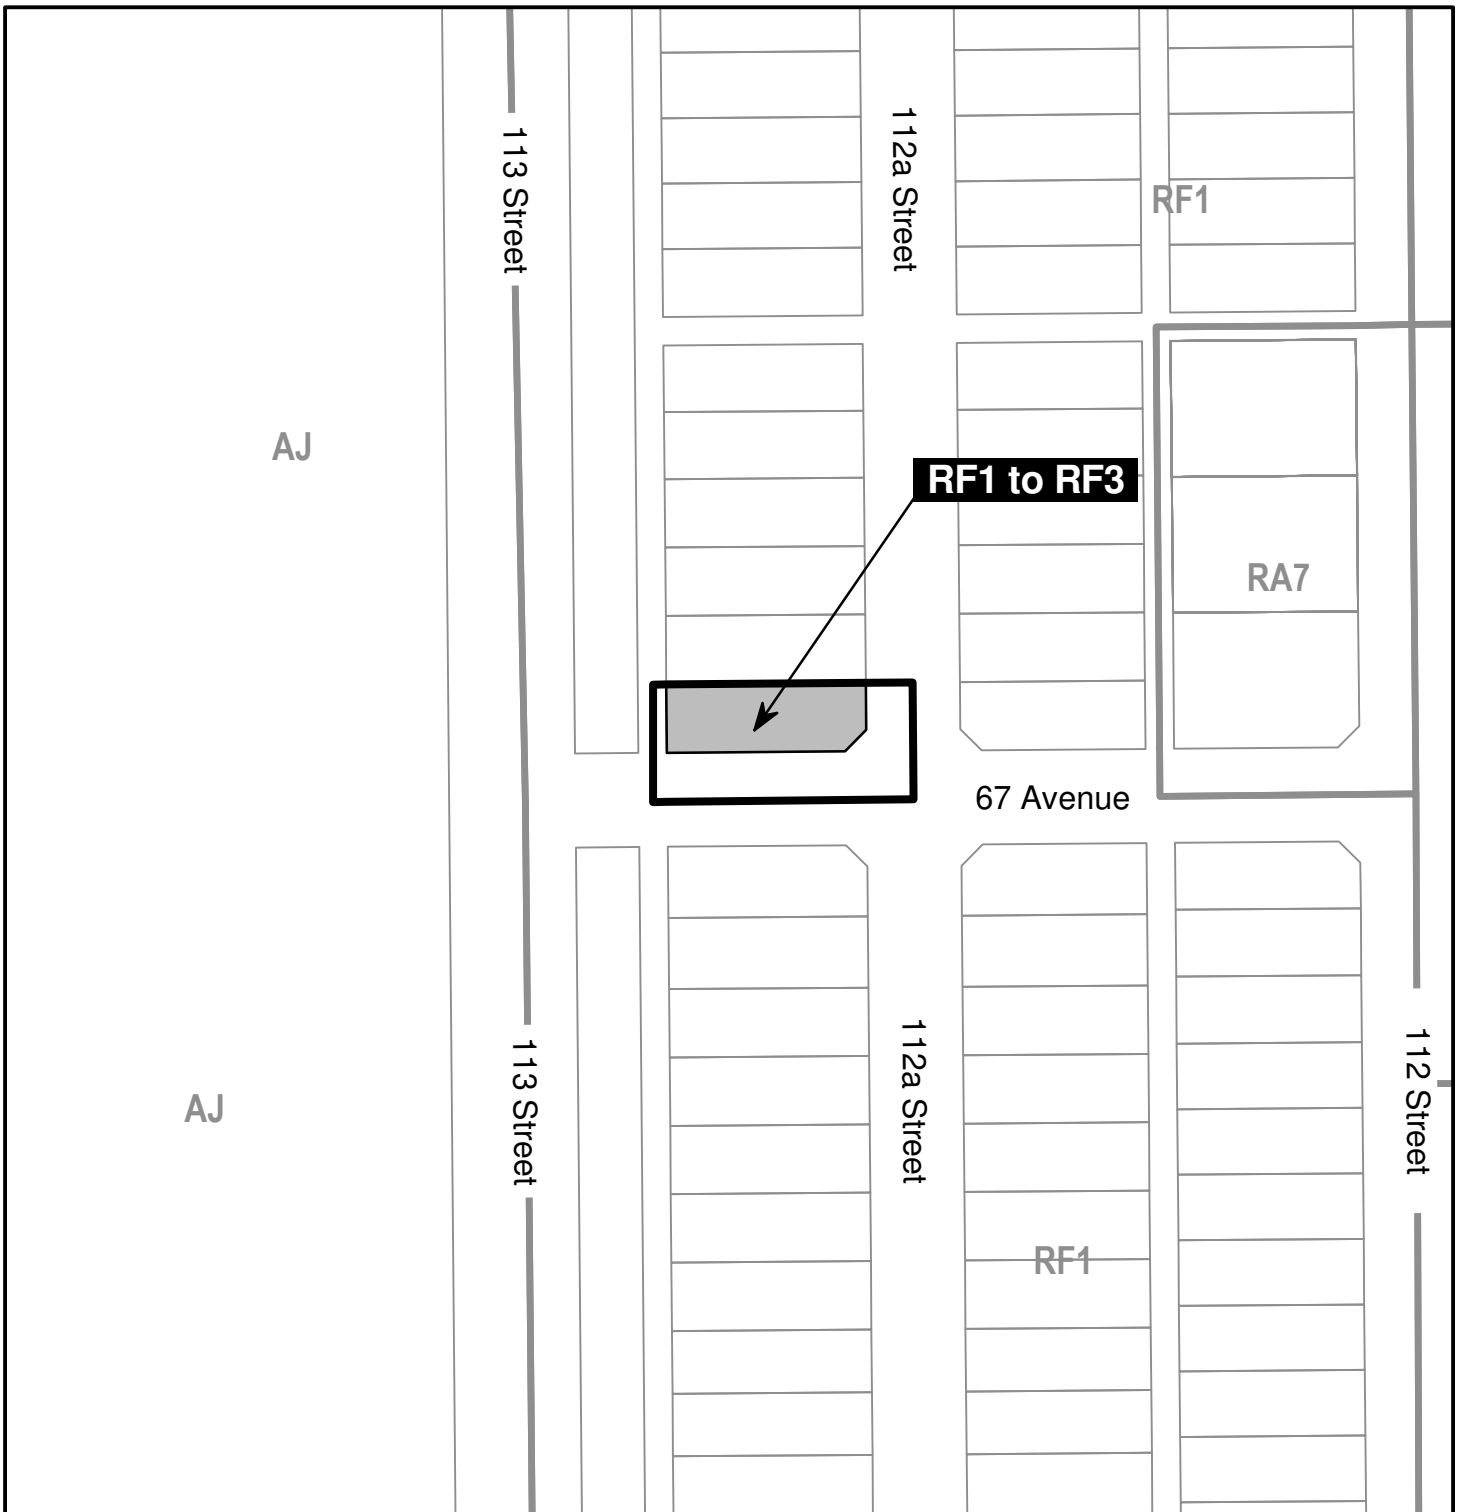 113 Street
112a Street
RF1
AJ
RF1 to RF3
RA7
67 Avenue
113 Street
112a Street
112 Street
AJ
RF1